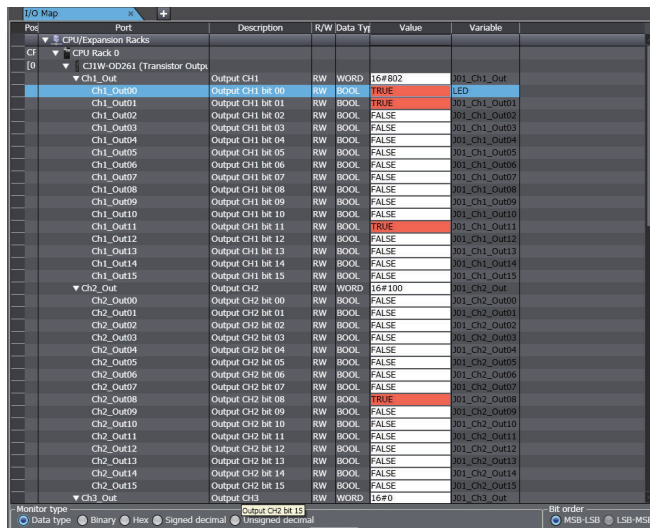 I/O Map × +
Pos Port Description R/W Data Typ Value Variable
▼ CPU/Expansion Racks
CF ▼ CPU Rack 0
[0 ▼ CJ1W-OD261 (Transistor Outpu
▼ Ch1_Out Output CH1 RW WORD 16#802 J01_Ch1_Out
Ch1_Out00 Output CH1 bit 00 RW BOOL TRUE LED
Ch1_Out01 Output CH1 bit 01 RW BOOL TRUE J01_Ch1_Out01
Ch1_Out02 Output CH1 bit 02 RW BOOL FALSE J01_Ch1_Out02
Ch1_Out03 Output CH1 bit 03 RW BOOL FALSE J01_Ch1_Out03
Ch1_Out04 Output CH1 bit 04 RW BOOL FALSE J01_Ch1_Out04
Ch1_Out05 Output CH1 bit 05 RW BOOL FALSE J01_Ch1_Out05
Ch1_Out06 Output CH1 bit 06 RW BOOL FALSE J01_Ch1_Out06
Ch1_Out07 Output CH1 bit 07 RW BOOL FALSE J01_Ch1_Out07
Ch1_Out08 Output CH1 bit 08 RW BOOL FALSE J01_Ch1_Out08
Ch1_Out09 Output CH1 bit 09 RW BOOL FALSE J01_Ch1_Out09
Ch1_Out10 Output CH1 bit 10 RW BOOL FALSE J01_Ch1_Out10
Ch1_Out11 Output CH1 bit 11 RW BOOL TRUE J01_Ch1_Out11
Ch1_Out12 Output CH1 bit 12 RW BOOL FALSE J01_Ch1_Out12
Ch1_Out13 Output CH1 bit 13 RW BOOL FALSE J01_Ch1_Out13
Ch1_Out14 Output CH1 bit 14 RW BOOL FALSE J01_Ch1_Out14
Ch1_Out15 Output CH1 bit 15 RW BOOL FALSE J01_Ch1_Out15
▼ Ch2_Out Output CH2 RW WORD 16#100 J01_Ch2_Out
Ch2_Out00 Output CH2 bit 00 RW BOOL FALSE J01_Ch2_Out00
Ch2_Out01 Output CH2 bit 01 RW BOOL FALSE J01_Ch2_Out01
Ch2_Out02 Output CH2 bit 02 RW BOOL FALSE J01_Ch2_Out02
Ch2_Out03 Output CH2 bit 03 RW BOOL FALSE J01_Ch2_Out03
Ch2_Out04 Output CH2 bit 04 RW BOOL FALSE J01_Ch2_Out04
Ch2_Out05 Output CH2 bit 05 RW BOOL FALSE J01_Ch2_Out05
Ch2_Out06 Output CH2 bit 06 RW BOOL FALSE J01_Ch2_Out06
Ch2_Out07 Output CH2 bit 07 RW BOOL FALSE J01_Ch2_Out07
Ch2_Out08 Output CH2 bit 08 RW BOOL TRUE J01_Ch2_Out08
Ch2_Out09 Output CH2 bit 09 RW BOOL FALSE J01_Ch2_Out09
Ch2_Out10 Output CH2 bit 10 RW BOOL FALSE J01_Ch2_Out10
Ch2_Out11 Output CH2 bit 11 RW BOOL FALSE J01_Ch2_Out11
Ch2_Out12 Output CH2 bit 12 RW BOOL FALSE J01_Ch2_Out12
Ch2_Out13 Output CH2 bit 13 RW BOOL FALSE J01_Ch2_Out13
Ch2_Out14 Output CH2 bit 14 RW BOOL FALSE J01_Ch2_Out14
Ch2_Out15 Output CH2 bit 15 RW BOOL FALSE J01_Ch2_Out15
▼ Ch3_Out Output CH3 RW WORD 16#0 J01_Ch3_Out
Output CH2 bit 15
Monitor type Bit order
Data type Binary Hex Signed decimal Unsigned decimal MSB-LSB LSB-MSB